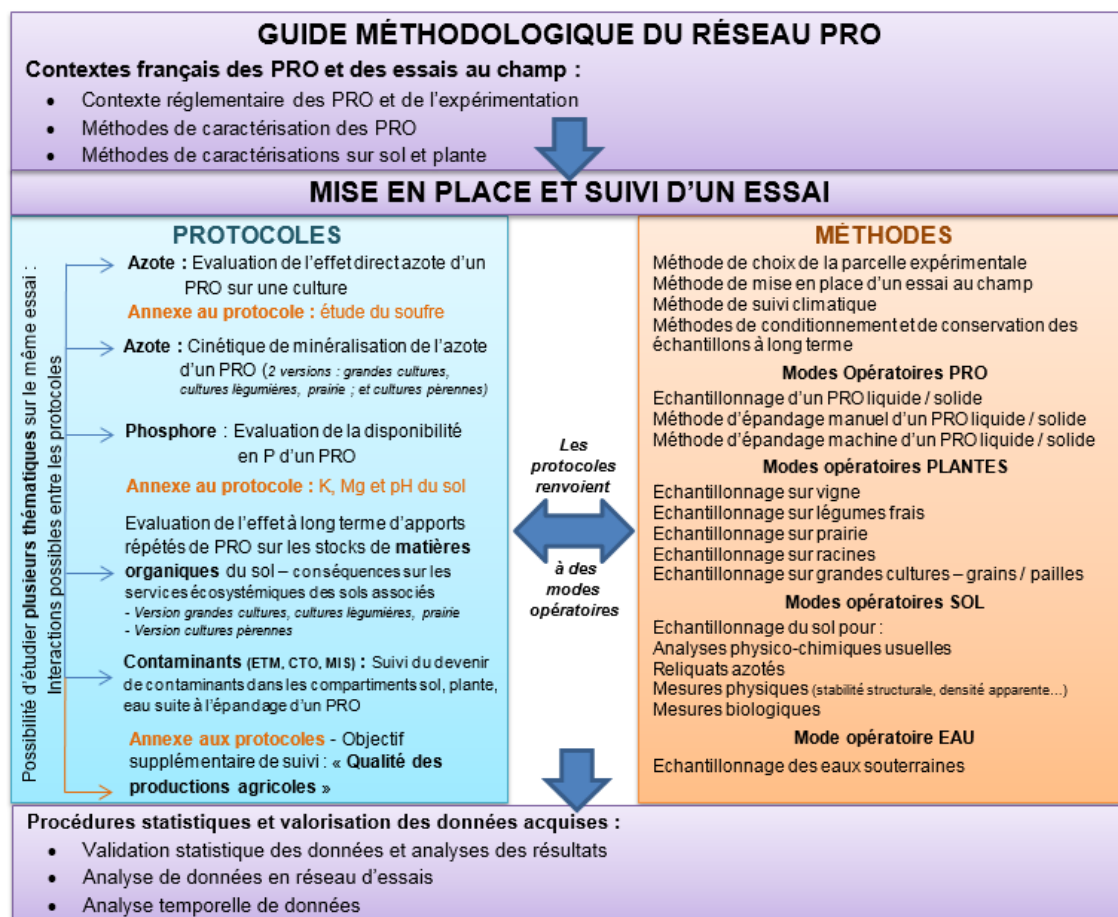 GUIDE MÉTHODOLOGIQUE DU RÉSEAU PRO
Contextes français des PRO et des essais au champ :
• Contexte réglementaire des PRO et de l'expérimentation
• Méthodes de caractérisation des PRO
• Méthodes de caractérisations sur sol et plante
MISE EN PLACE ET SUIVI D'UN ESSAI
Possibilité d'étudier plusieurs thématiques sur le même essai :
Interactions possibles entre les protocoles
PROTOCOLES
Azote : Evaluation de l'effet direct azote d'un
PRO sur une culture
Annexe au protocole : étude du soufre
Azote : Cinétique de minéralisation de l'azote
d'un PRO (2 versions : grandes cultures,
cultures légumières, prairie ; et cultures pérennes)
Phosphore : Evaluation de la disponibilité
en P d'un PRO
Annexe au protocole : K, Mg et pH du sol
Evaluation de l'effet à long terme d'apports
répétés de PRO sur les stocks de matières
organiques du sol – conséquences sur les
services écosystémiques des sols associés
- Version grandes cultures, cultures légumières, prairie
- Version cultures pérennes
Contaminants (ETM, CTO, MIS) : Suivi du devenir
de contaminants dans les compartiments sol, plante,
eau suite à l'épandage d'un PRO
Annexe aux protocoles - Objectif
supplémentaire de suivi : « Qualité des
productions agricoles »
Les
protocoles
renvoient
à des
modes
opératoires
MÉTHODES
Méthode de choix de la parcelle expérimentale
Méthode de mise en place d'un essai au champ
Méthode de suivi climatique
Méthodes de conditionnement et de conservation des
échantillons à long terme
Modes Opératoires PRO
Echantillonnage d'un PRO liquide / solide
Méthode d'épandage manuel d'un PRO liquide / solide
Méthode d'épandage machine d'un PRO liquide / solide
Modes opératoires PLANTES
Echantillonnage sur vigne
Echantillonnage sur légumes frais
Echantillonnage sur prairie
Echantillonnage sur racines
Echantillonnage sur grandes cultures – grains / pailles
Modes opératoires SOL
Echantillonnage du sol pour :
Analyses physico-chimiques usuelles
Reliquats azotés
Mesures physiques (stabilité structurale, densité apparente…)
Mesures biologiques
Mode opératoire EAU
Echantillonnage des eaux souterraines
Procédures statistiques et valorisation des données acquises :
• Validation statistique des données et analyses des résultats
• Analyse de données en réseau d'essais
• Analyse temporelle de données